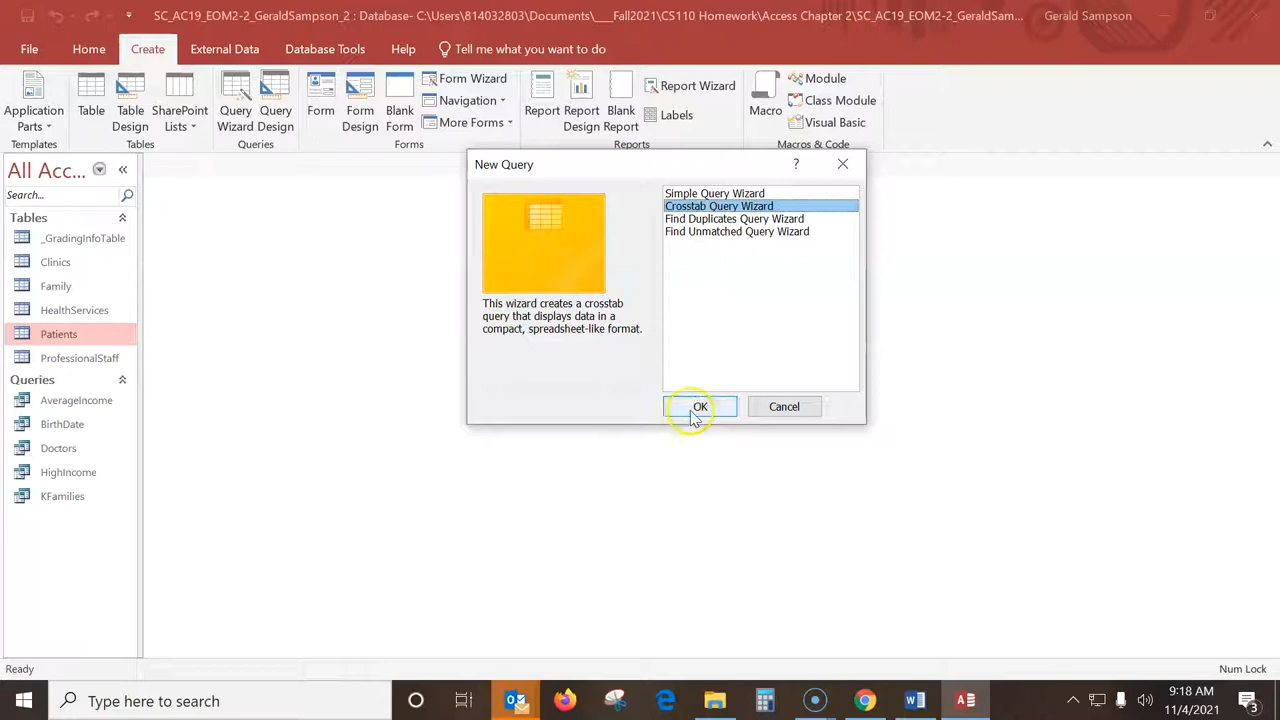 SC_AC19_EOM2-2_GeraldSampson_2 : Database- C:\Users\814032803\Documents\___Fall2021\CS110 Homework\Access Chapter 2\SC_AC19_EOM2-2_GeraldSam... Gerald Sampson
File Home Create External Data Database Tools Help Tell me what you to do
Application Parts
Templates
Table
Table Design
SharePoint Lists
Tables
Query Wizard
Query Design
Queries
Form
Form Design
Blank Form
Form Wizard
Navigation
More Forms
Forms
Report
Report Design
Blank Report
Report Wizard
Labels
Reports
Macro
Module
Class Module
Visual Basic
Macros & Code
All Acc...
Search...
Tables
_GradingInfoTable
Clinics
Family
HealthServices
Patients
ProfessionalStaff
Queries
AverageIncome
BirthDate
Doctors
HighIncome
KFamilies
New Query
?
Simple Query Wizard
Crosstab Query Wizard
Find Duplicates Query Wizard
Find Unmatched Query Wizard
This wizard creates a crosstab
query that displays data in a
compact, spreadsheet-like format.
OK Cancel
Ready Num Lock
Type here to search
9:18 AM
11/4/2021
3